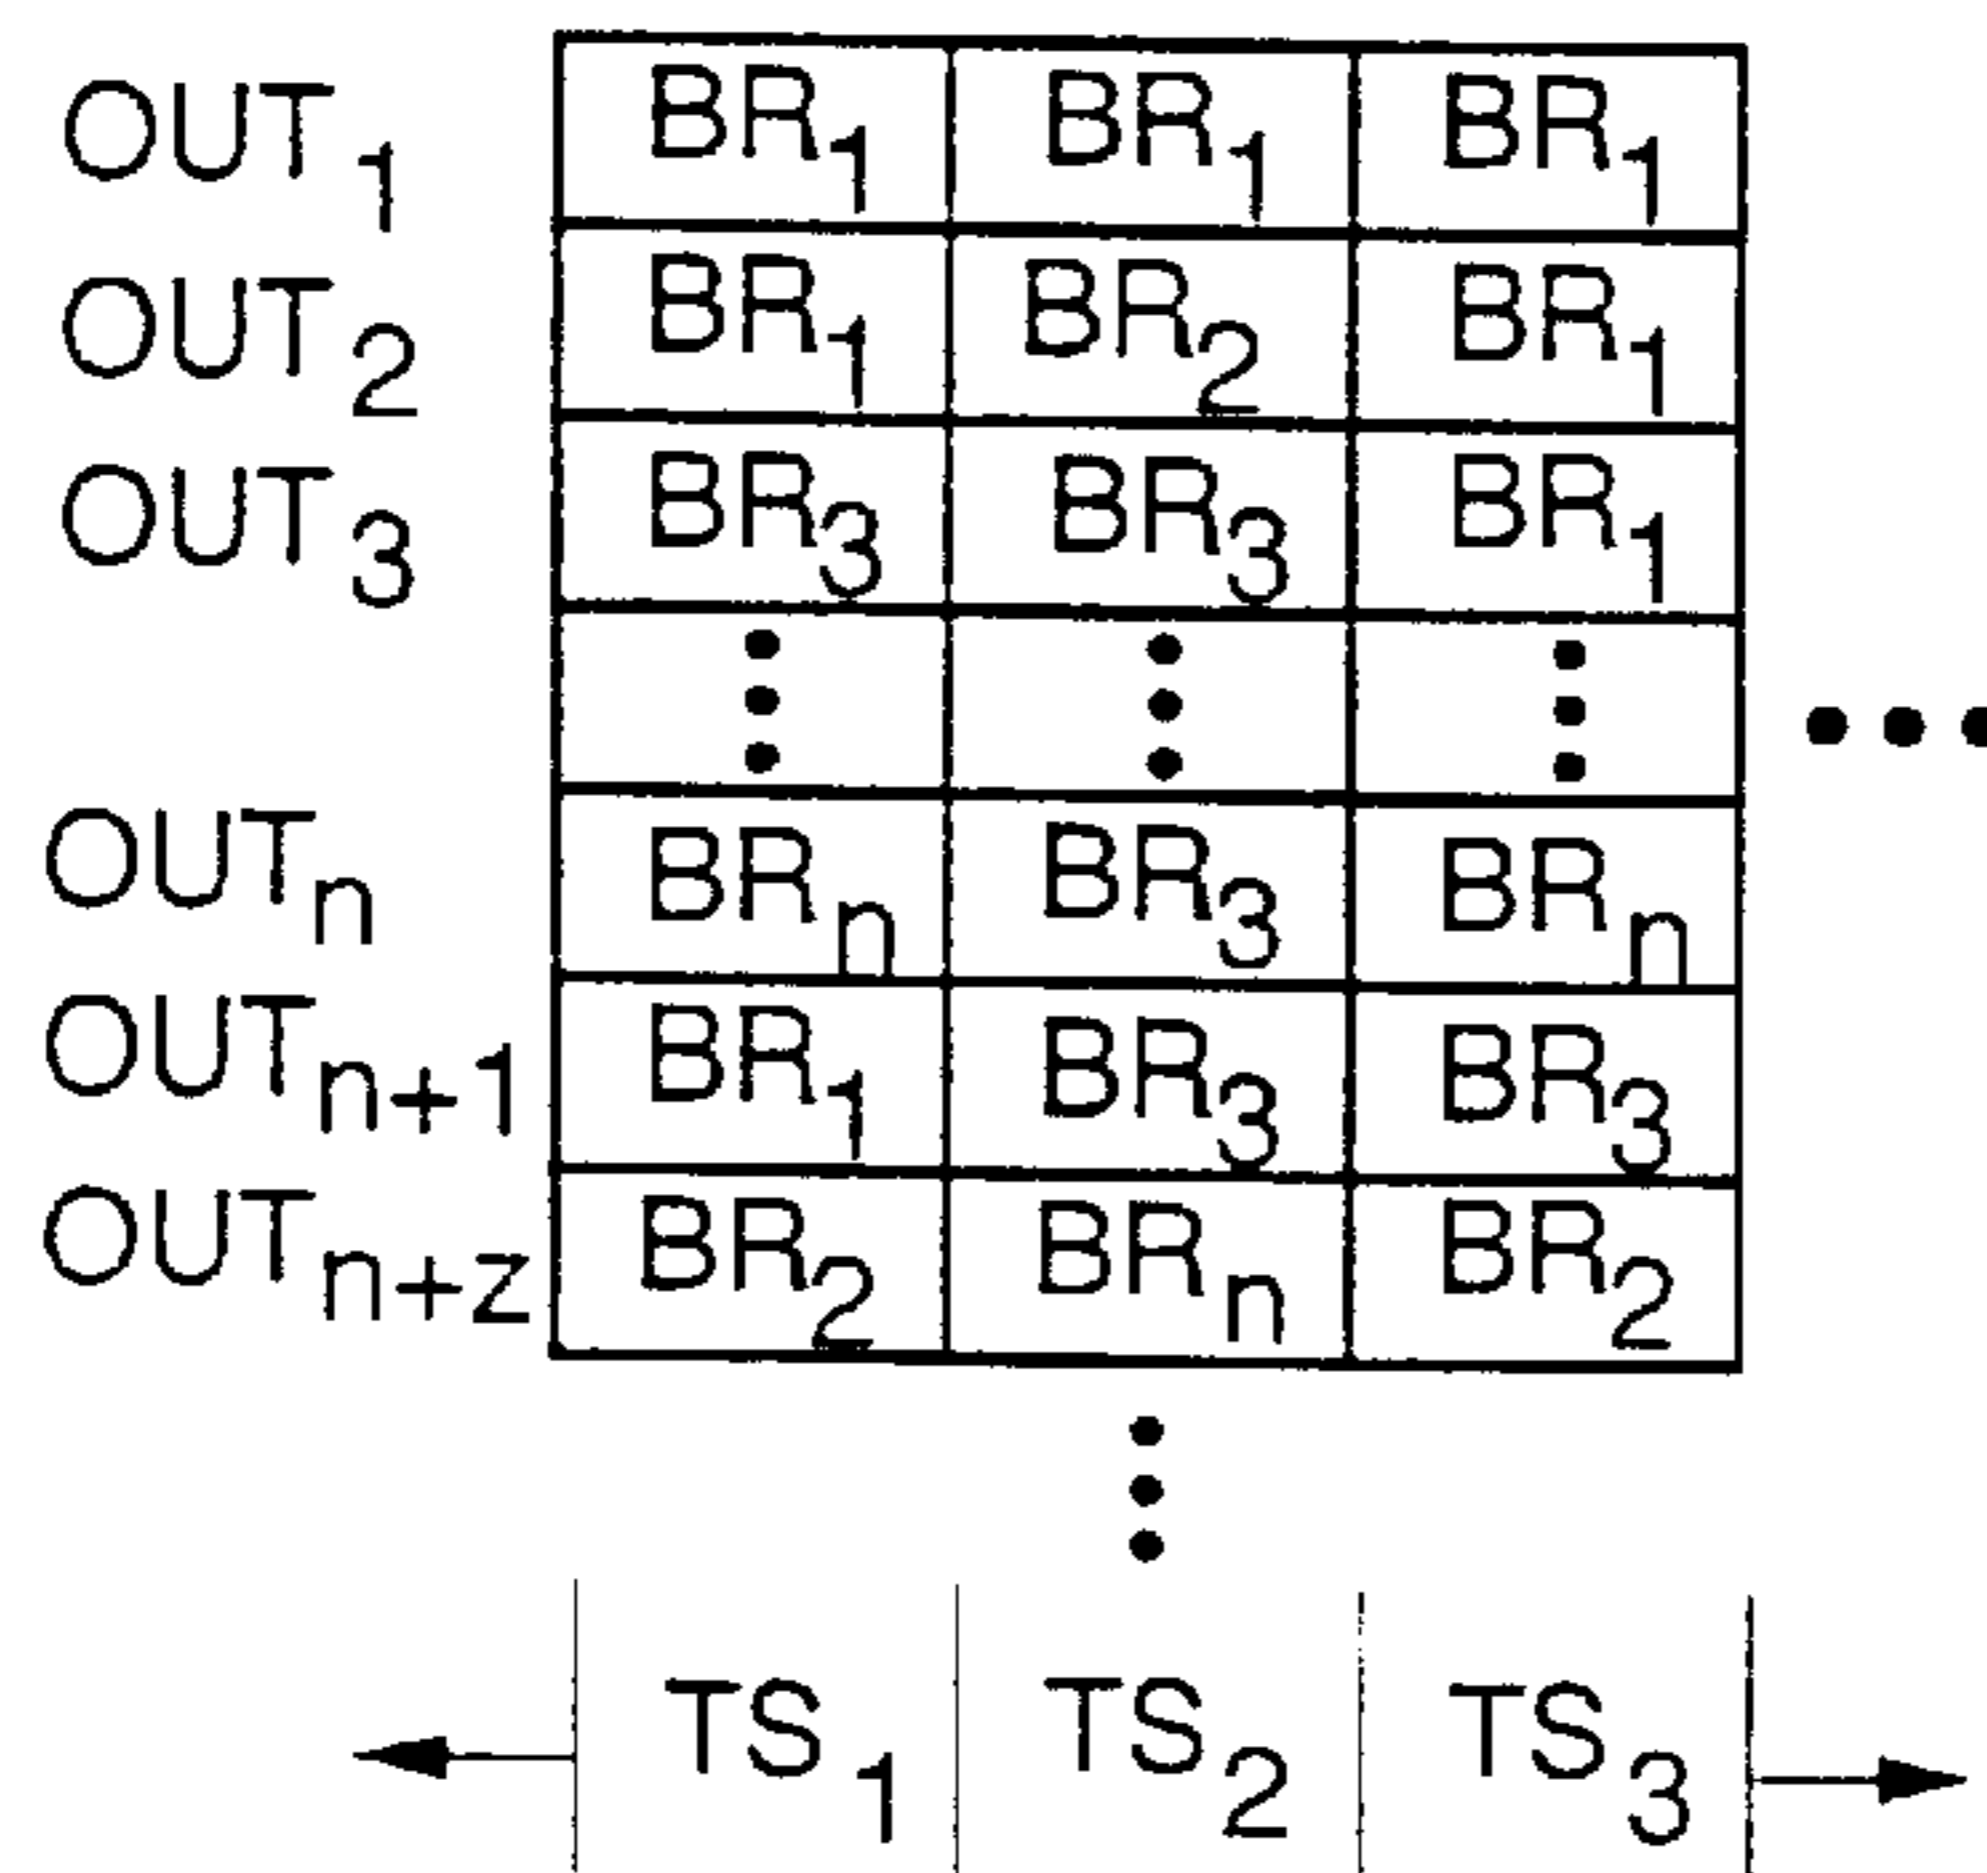 OUT₁ BR₁ BR₁ BR₁
OUT₂ BR₁ BR₂ BR₁
OUT₃ BR₃ BR₃ BR₁
OUTₙ BRₙ BR₃ BRₙ
OUTₙ₊₁ BR₁ BR₃ BR₃
OUTn+z BR₂ BRₙ BR₂
TS₁ TS₂ TS₃